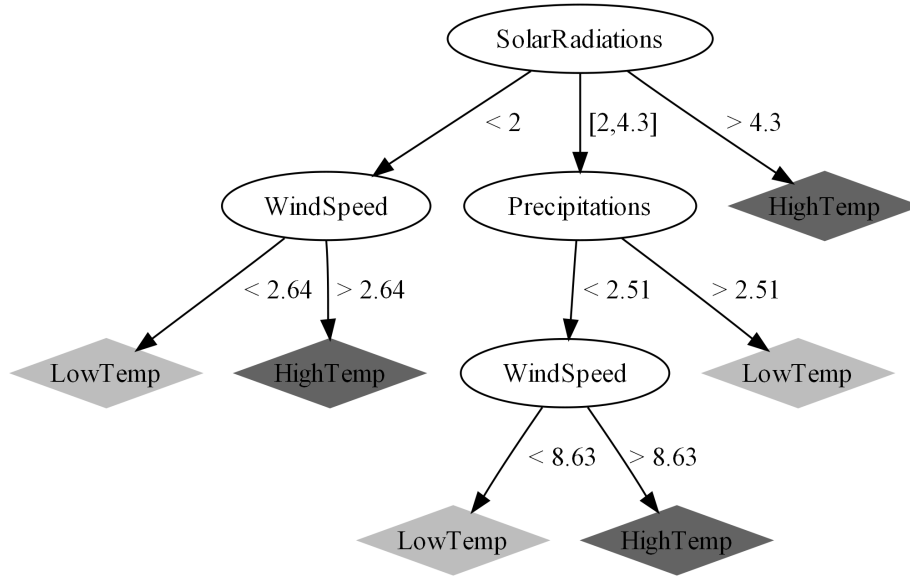 SolarRadiations
< 2
[2,4.3]
> 4.3
WindSpeed
Precipitations
HighTemp
< 2.64
> 2.64
< 2.51
> 2.51
LowTemp
HighTemp
WindSpeed
LowTemp
< 8.63
> 8.63
LowTemp
HighTemp